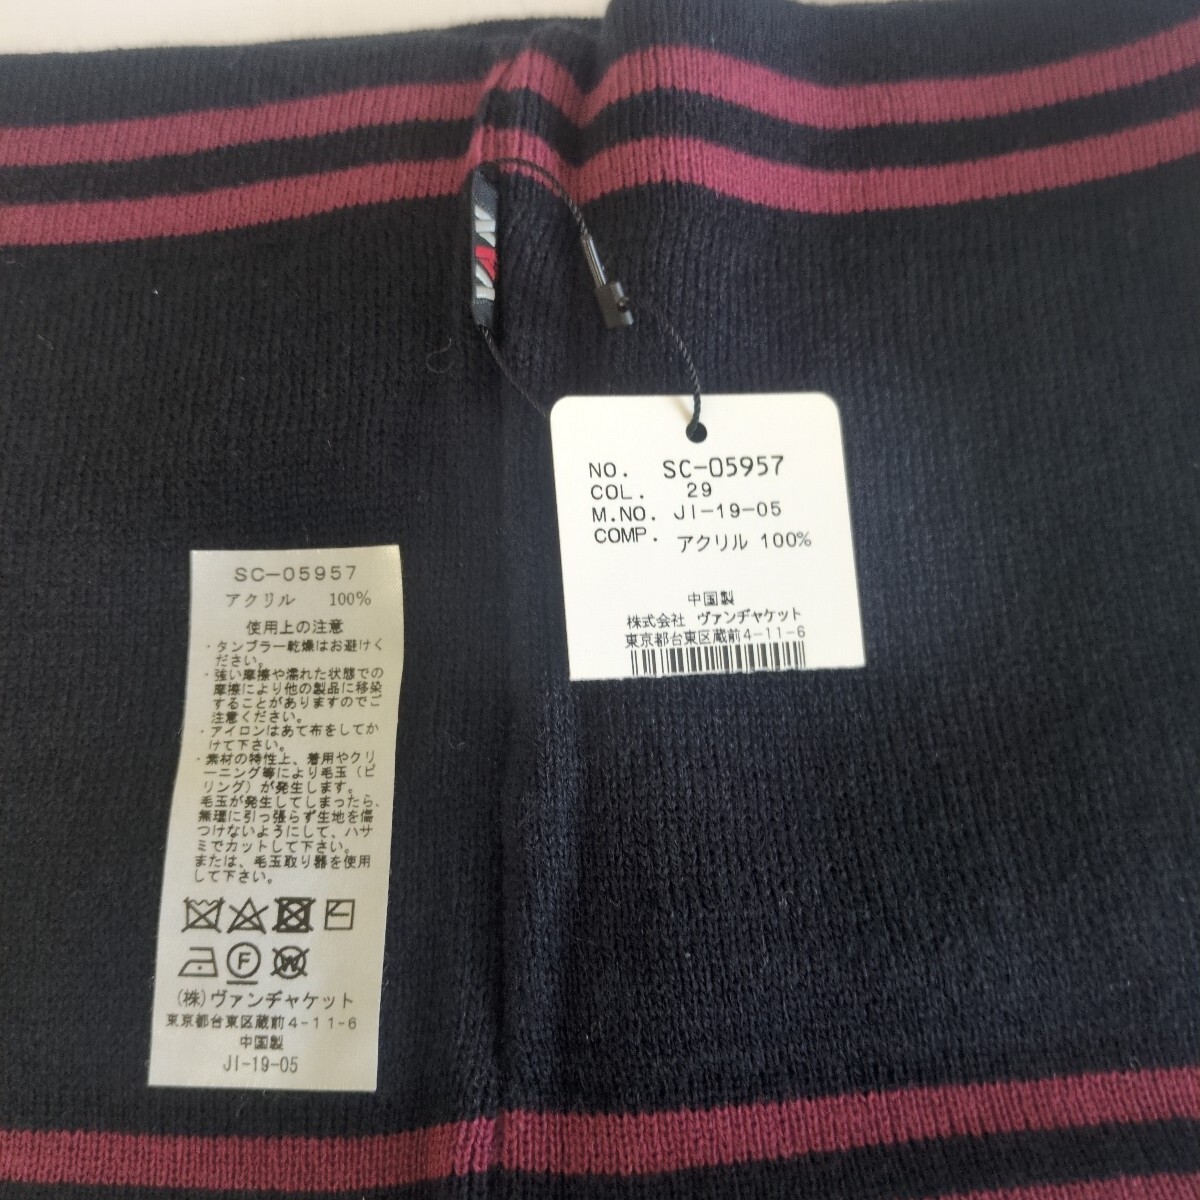 NO. SC-05957
COL. 29
M.NO. JI-19-05
COMP. アクリル 100%
中国製
株式会社 ヴァンヂャケット
東京都台東区蔵前4-11-6
SC-05957
アクリル 100%
使用上の注意
・タンブラー乾燥はお避けく
ださい。
・強い摩擦や濡れた状態での
摩擦により他の製品に移染
することがありますのでご
注意ください。
・アイロンはあて布をしてか
けて下さい。
・素材の特性上、着用やクリ
ーニング等により毛玉（ピ
リング）が発生します。
毛玉が発生してしまったら、
無理に引っ張らず生地を傷
つけないようにして、ハサ
ミでカットして下さい。
または、毛玉取り器を使用
して下さい。
F W
(株)ヴァンヂャケット
東京都台東区蔵前4-11-6
中国製
JI-19-05